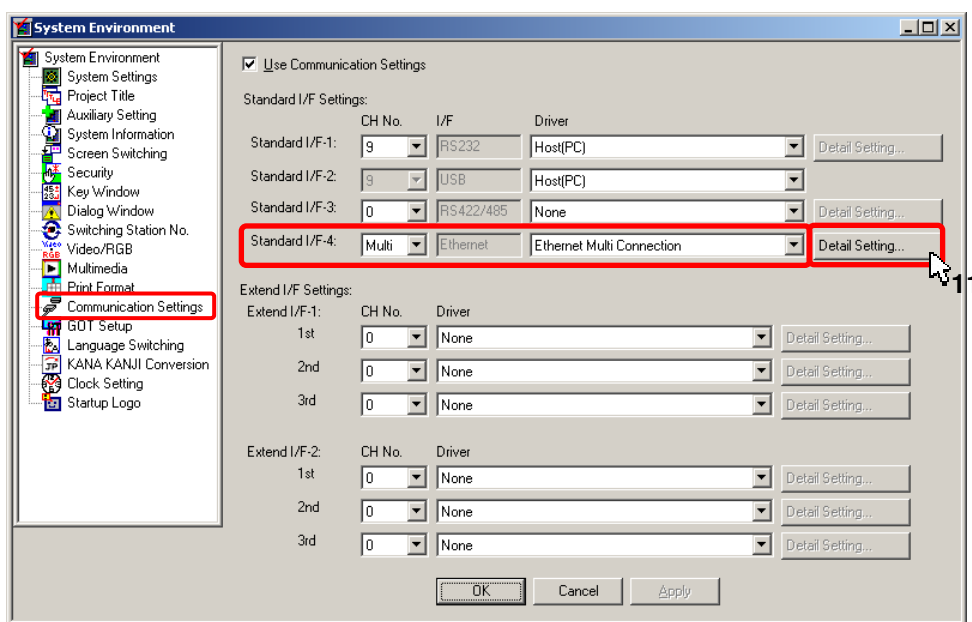 System Environment
System Environment
System Settings
Project Title
Auxiliary Setting
System Information
Screen Switching
Security
Key Window
Dialog Window
Switching Station No.
Video/RGB
Multimedia
Print Format
Communication Settings
GOT Setup
Language Switching
KANA KANJI Conversion
Clock Setting
Startup Logo
Use Communication Settings
Standard I/F Settings:
CH No. I/F Driver
Standard I/F-1: 9 RS232 Host(PC) Detail Setting...
Standard I/F-2: 9 USB Host(PC)
Standard I/F-3: 0 RS422/485 None Detail Setting...
Standard I/F-4: Multi Ethernet Ethernet Multi Connection Detail Setting...
11
Extend I/F Settings:
Extend I/F-1: CH No. Driver
1st 0 None Detail Setting...
2nd 0 None Detail Setting...
3rd 0 None Detail Setting...
Extend I/F-2: CH No. Driver
1st 0 None Detail Setting...
2nd 0 None Detail Setting...
3rd 0 None Detail Setting...
OK Cancel Apply